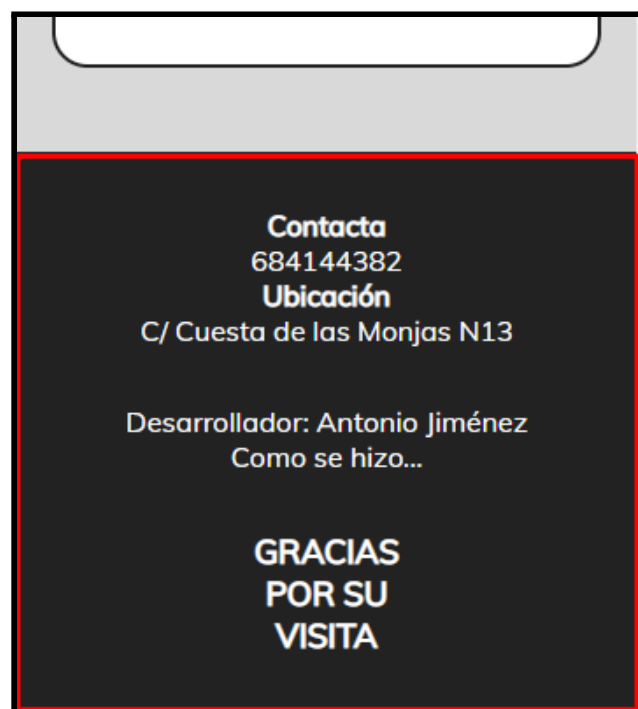 Contacta
684144382
Ubicación
C/ Cuesta de las Monjas N13
Desarrollador: Antonio Jiménez
Como se hizo...
GRACIAS
POR SU
VISITA